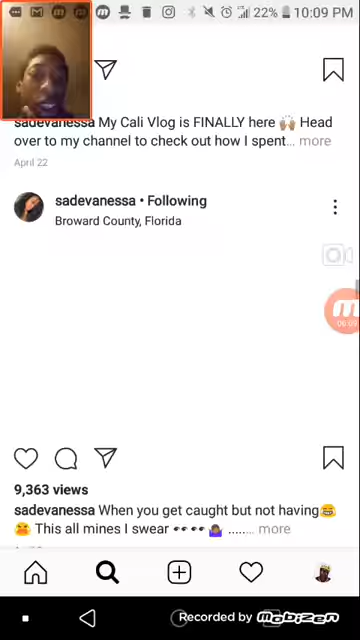 22% 10:09 PM
sadevanessa My Cali Vlog is FINALLY here 🙌🏽 Head
over to my channel to check out how I spent... more
April 22
sadevanessa • Following
Broward County, Florida
06:09
9,363 views
sadevanessa When you get caught but not having😂
😫 This all mines I swear 👀👀 🤷🏾‍♀️ ...... more
Recorded by mobizen